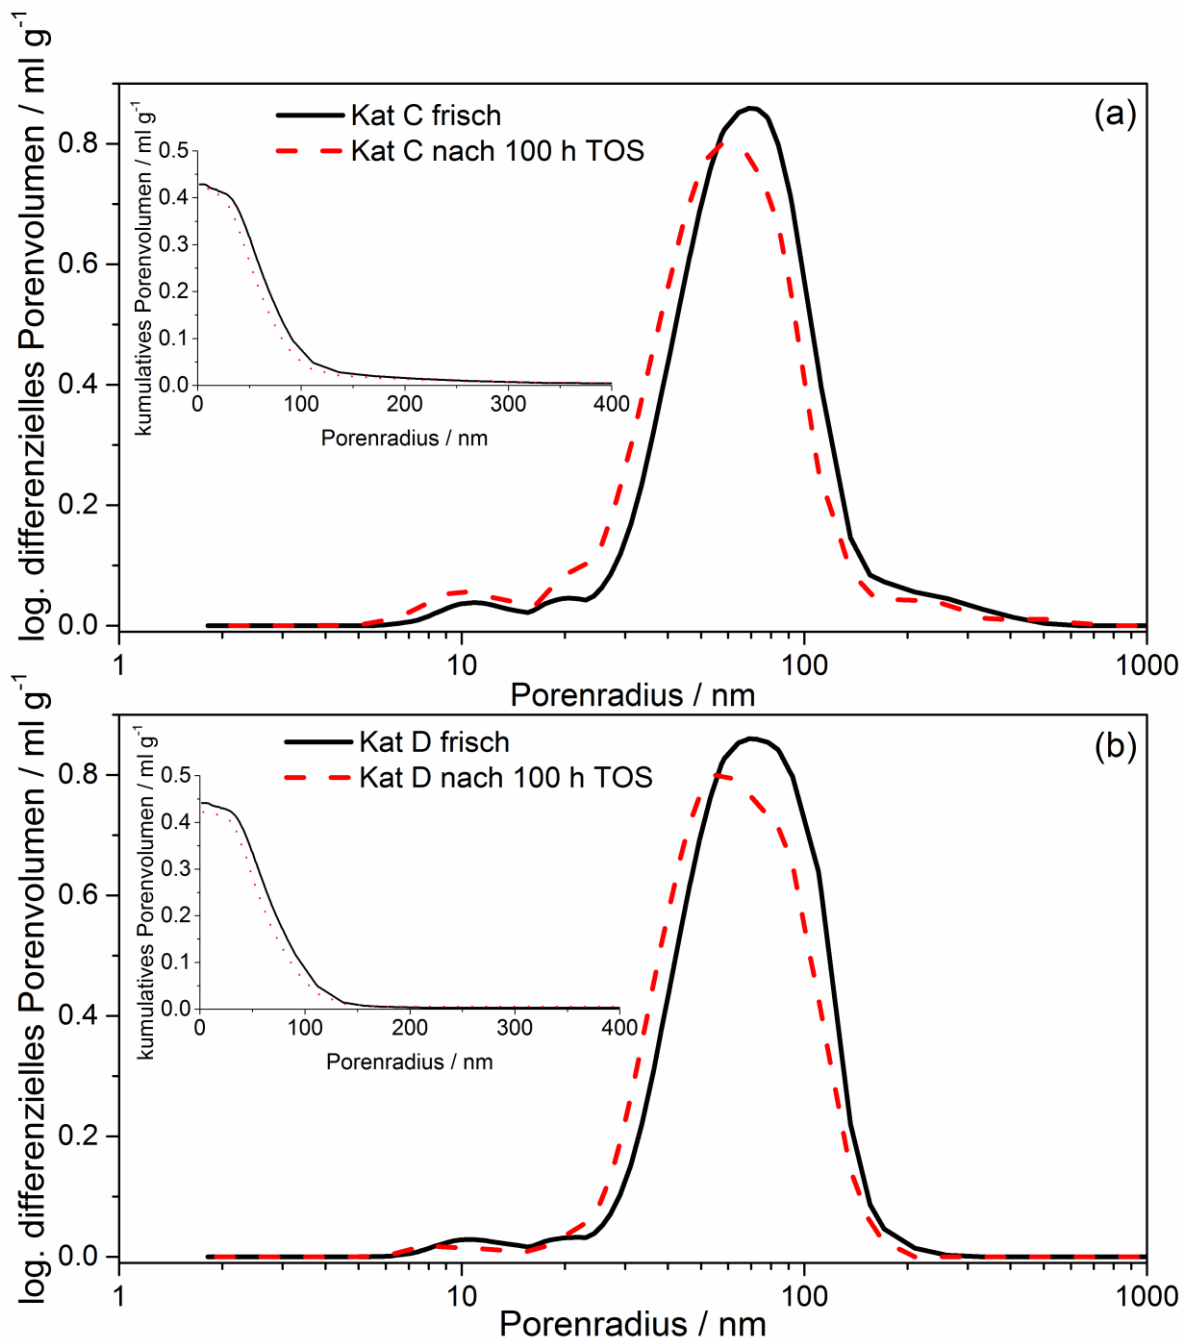 (a)
Kat C frisch
Kat C nach 100 h TOS
log. differenzielles Porenvolumen / ml g⁻¹
0.8
0.6
0.4
0.2
0.0
1
10
100
1000
Porenradius / nm
kumulatives Porenvolumen / ml g⁻¹
0.5
0.4
0.3
0.2
0.1
0.0
0
100
200
300
400
Porenradius / nm
(b)
Kat D frisch
Kat D nach 100 h TOS
log. differenzielles Porenvolumen / ml g⁻¹
0.8
0.6
0.4
0.2
0.0
1
10
100
1000
Porenradius / nm
kumulatives Porenvolumen / ml g⁻¹
0.5
0.4
0.3
0.2
0.1
0.0
0
100
200
300
400
Porenradius / nm